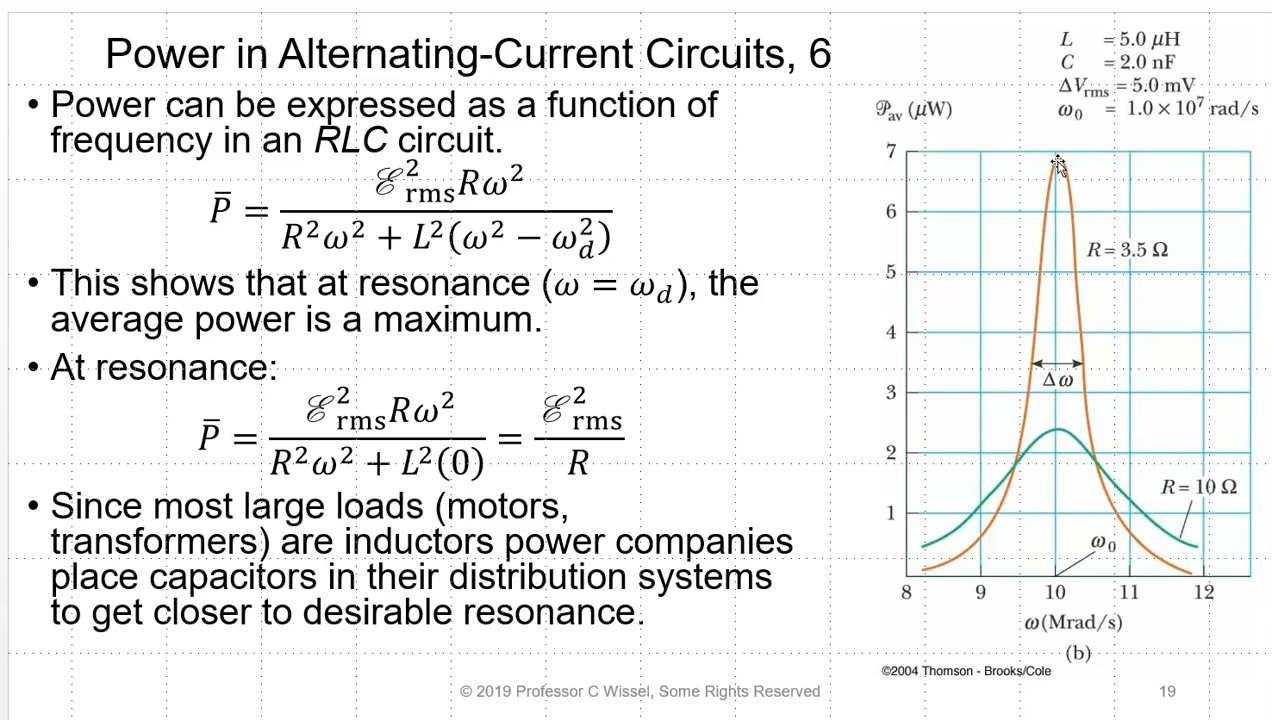 Power in Alternating-Current Circuits, 6
• Power can be expressed as a function of
frequency in an RLC circuit.
P̄ = ℰ²rms Rω² / R²ω² + L²(ω² − ω²d)
• This shows that at resonance (ω = ωd), the
average power is a maximum.
• At resonance:
P̄ = ℰ²rms Rω² / R²ω² + L²(0) = ℰ²rms / R
• Since most large loads (motors,
transformers) are inductors power companies
place capacitors in their distribution systems
to get closer to desirable resonance.
L = 5.0 μH
C = 2.0 nF
ΔVrms = 5.0 mV
ω0 = 1.0 × 10⁷ rad/s
𝒫av (μW)
7
6
5
4
3
2
1
R = 3.5 Ω
Δω
R = 10 Ω
ω0
8 9 10 11 12
ω (Mrad/s)
(b)
©2004 Thomson - Brooks/Cole
© 2019 Professor C Wissel, Some Rights Reserved
19